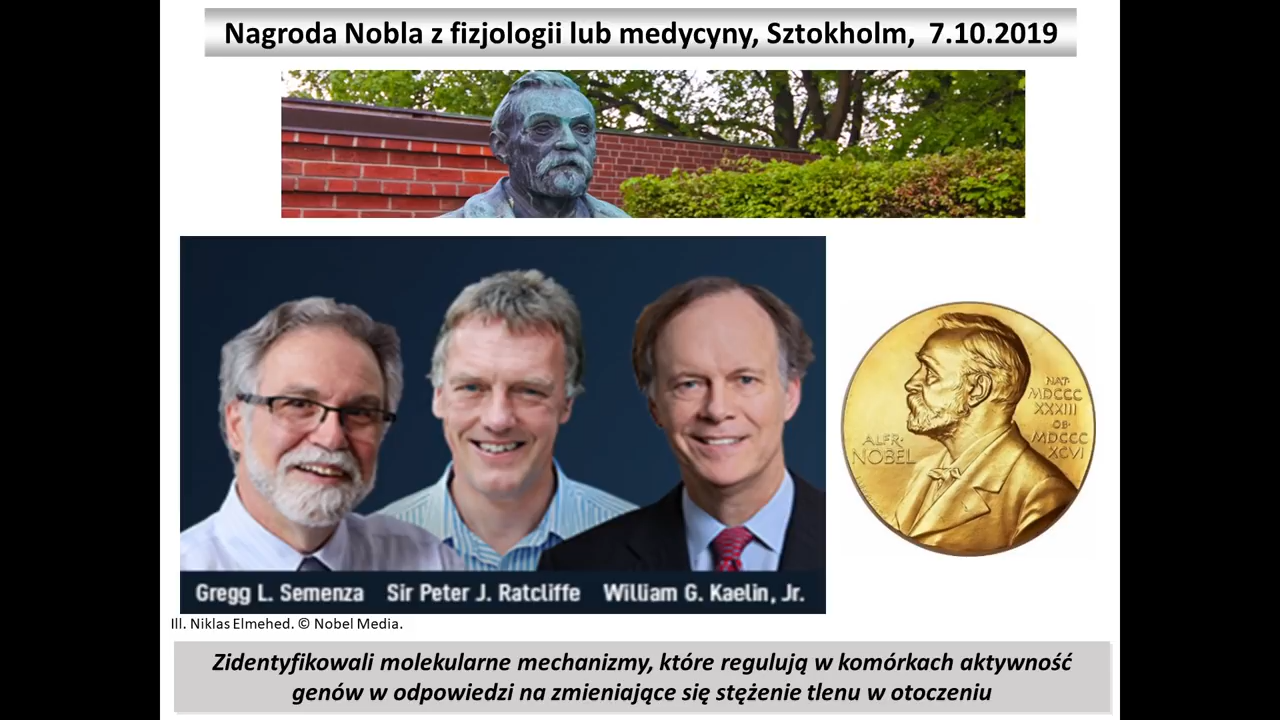 Nagroda Nobla z fizjologii lub medycyny, Sztokholm, 7.10.2019
ALFR·
NOBEL
NAT·
MDCCC
XXXIII
OB·
MDCCC
XCVI
Gregg L. Semenza Sir Peter J. Ratcliffe William G. Kaelin, Jr.
Ill. Niklas Elmehed. © Nobel Media.
Zidentyfikowali molekularne mechanizmy, które regulują w komórkach aktywność
genów w odpowiedzi na zmieniające się stężenie tlenu w otoczeniu